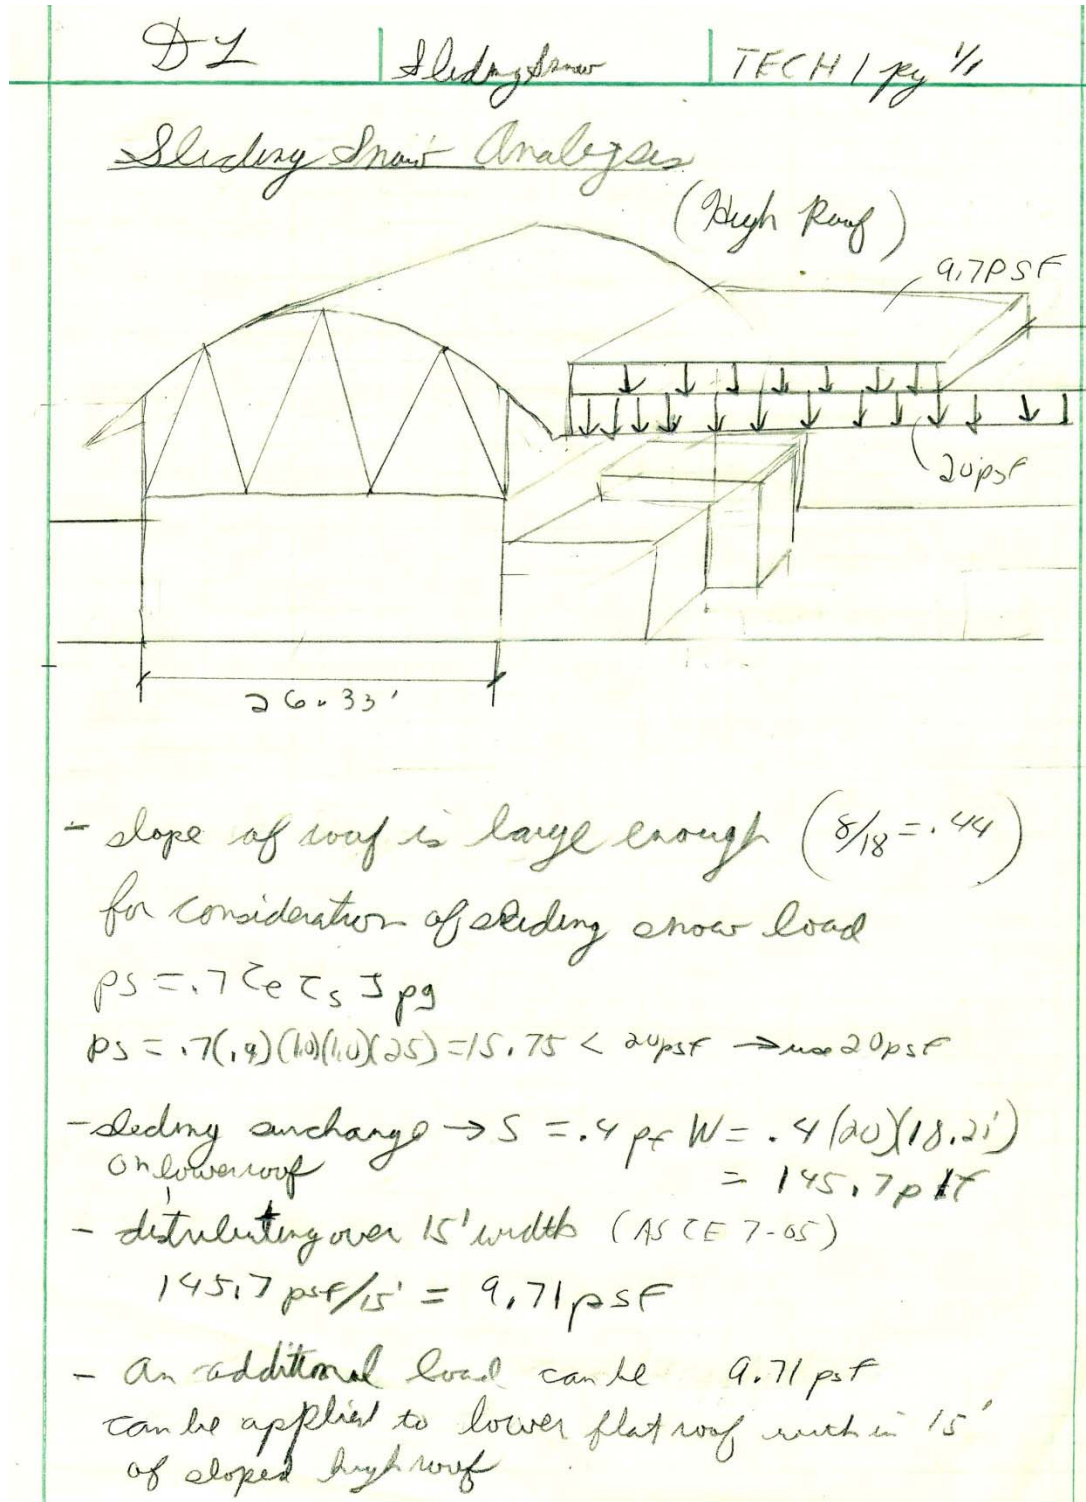 DL
Sliding Snow
TECH 1 pg 1/1
Sliding Snow Analysis
(High Roof)
9.7PSF
20psf
26.33'
- slope of roof is large enough (8/18 = .44)
for consideration of sliding snow load
ps = .7 Ce Cs I pg
ps = .7(.9)(1.0)(1.0)(25) = 15.75 < 20psf → use 20psf
- sliding surcharge → S = .4 pf W = .4(20)(18.21')
on lower roof
= 145.7 plf
- distributing over 15' width (ASCE 7-05)
145.7 psf/15' = 9.71 psf
- An additional load can be 9.71 psf
can be applied to lower flat roof with in 15'
of sloped high roof